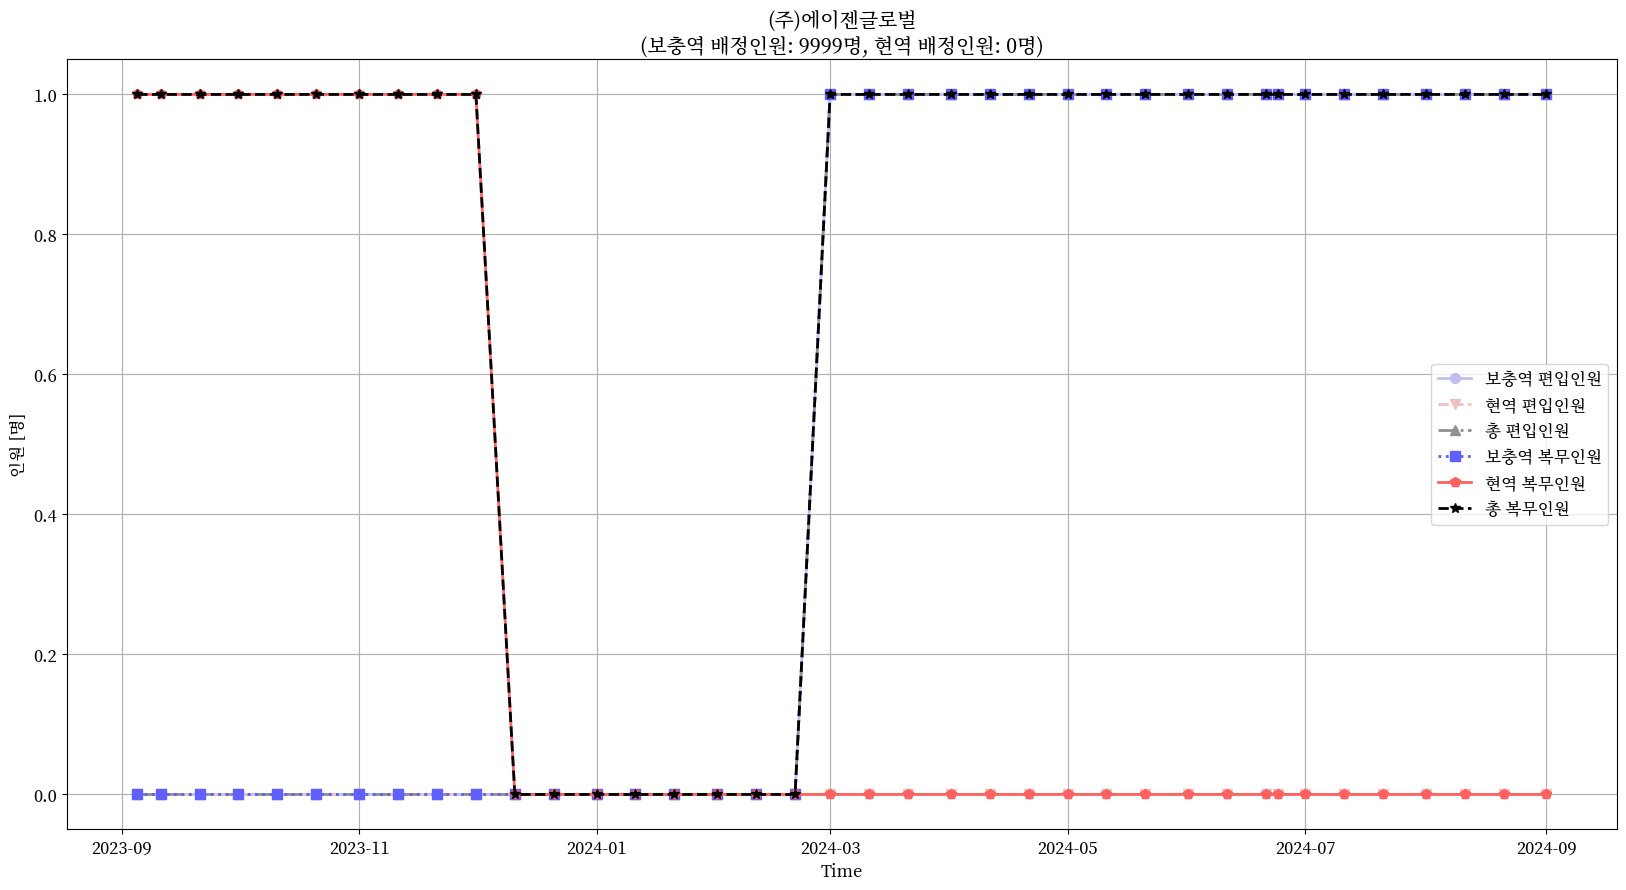 (주)에이젠글로벌
(보충역 배정인원: 9999명, 현역 배정인원: 0명)
인원 [명]
1.0
0.8
0.6
0.4
0.2
0.0
보충역 편입인원
현역 편입인원
총 편입인원
보충역 복무인원
현역 복무인원
총 복무인원
2023-09
2023-11
2024-01
2024-03
2024-05
2024-07
2024-09
Time